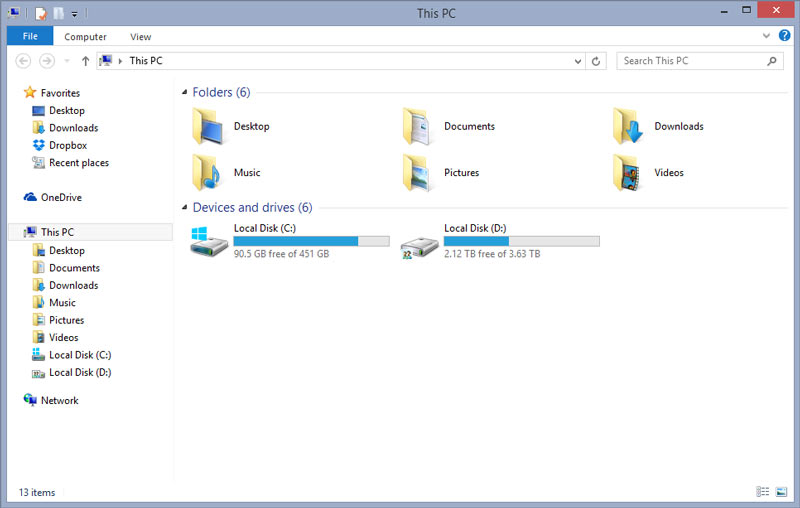 This PC
File Computer View
This PC
Search This PC
Favorites
Desktop
Downloads
Dropbox
Recent places
OneDrive
This PC
Desktop
Documents
Downloads
Music
Pictures
Videos
Local Disk (C:)
Local Disk (D:)
Network
Folders (6)
Desktop Documents Downloads
Music Pictures Videos
Devices and drives (6)
Local Disk (C:) Local Disk (D:)
90.5 GB free of 451 GB 2.12 TB free of 3.63 TB
13 items